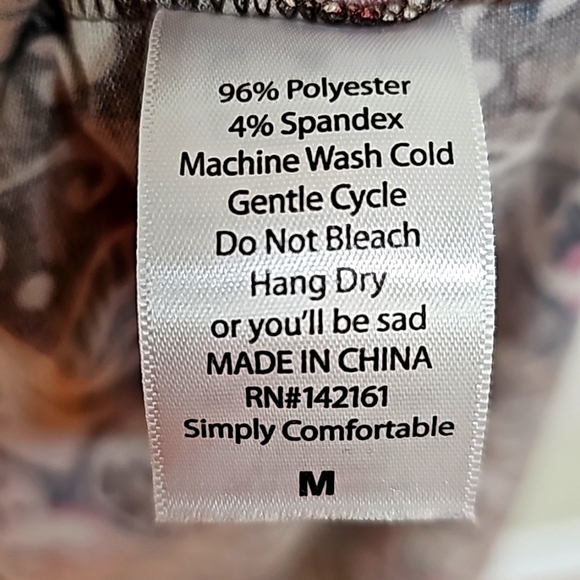 96% Polyester
4% Spandex
Machine Wash Cold
Gentle Cycle
Do Not Bleach
Hang Dry
or you'll be sad
MADE IN CHINA
RN#142161
Simply Comfortable
M